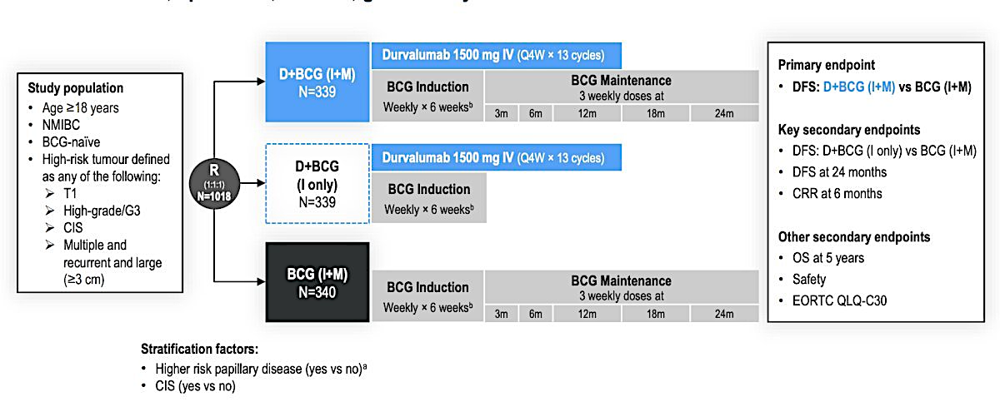 Study population
• Age ≥18 years
• NMIBC
• BCG-naïve
• High-risk tumour defined
as any of the following:
➢ T1
➢ High-grade/G3
➢ CIS
➢ Multiple and
recurrent and large
(≥3 cm)
R
(1:1:1)
N=1018
D+BCG (I+M)
N=339
Durvalumab 1500 mg IV (Q4W × 13 cycles)
BCG Induction
Weekly × 6 weeksᵇ
BCG Maintenance
3 weekly doses at
3m 6m 12m 18m 24m
D+BCG
(I only)
N=339
Durvalumab 1500 mg IV (Q4W × 13 cycles)
BCG Induction
Weekly × 6 weeksᵇ
BCG (I+M)
N=340
BCG Induction
Weekly × 6 weeksᵇ
BCG Maintenance
3 weekly doses at
3m 6m 12m 18m 24m
Primary endpoint
• DFS: D+BCG (I+M) vs BCG (I+M)
Key secondary endpoints
• DFS: D+BCG (I only) vs BCG (I+M)
• DFS at 24 months
• CRR at 6 months
Other secondary endpoints
• OS at 5 years
• Safety
• EORTC QLQ-C30
Stratification factors:
• Higher risk papillary disease (yes vs no)ᵃ
• CIS (yes vs no)